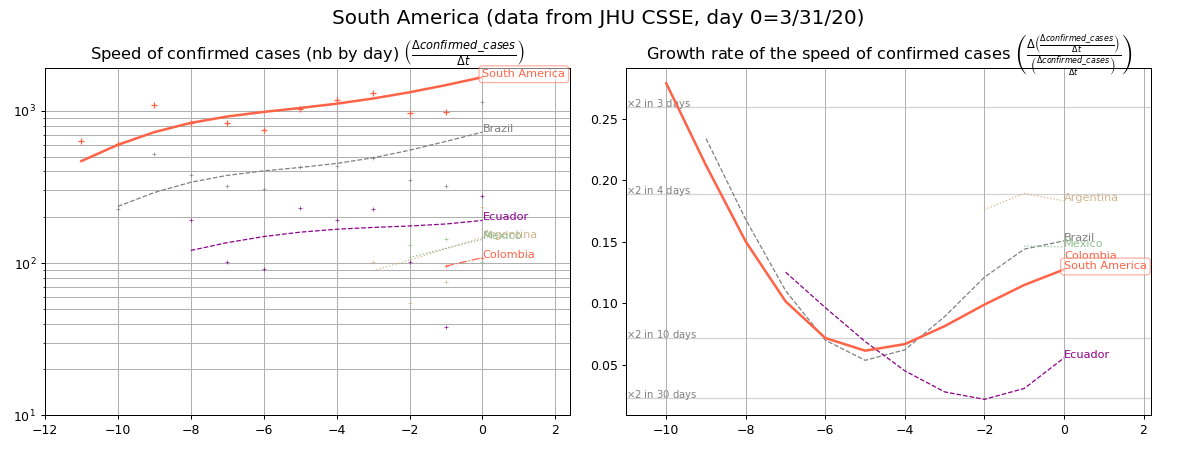 South America (data from JHU CSSE, day 0=3/31/20)
Speed of confirmed cases (nb by day) (Δconfirmed_cases/Δt)
10³
10²
10¹
South America
Brazil
Ecuador
Argentina
Mexico
Colombia
−12 −10 −8 −6 −4 −2 0 2
Growth rate of the speed of confirmed cases (Δ(Δconfirmed_cases/Δt)/(Δconfirmed_cases/Δt)/Δt)
0.25
0.20
0.15
0.10
0.05
×2 in 3 days
×2 in 4 days
×2 in 10 days
×2 in 30 days
Argentina
Brazil
Mexico
Colombia
South America
Ecuador
−10 −8 −6 −4 −2 0 2